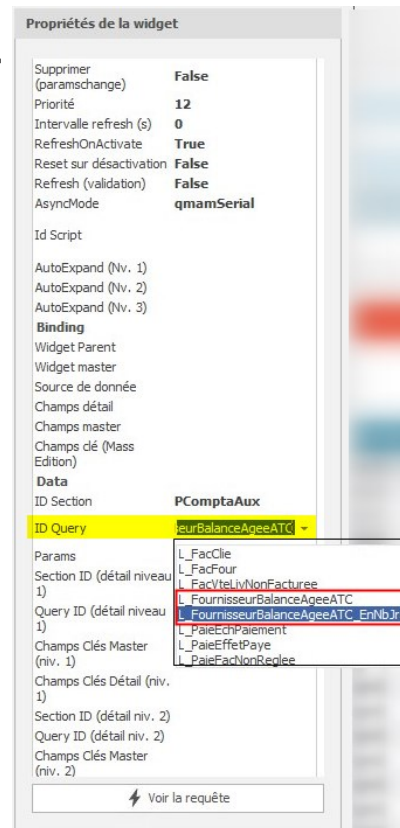 Propriétés de la widget
Supprimer
(paramschange) False
Priorité 12
Intervalle refresh (s) 0
RefreshOnActivate True
Reset sur désactivation False
Refresh (validation) False
AsyncMode qmamSerial
Id Script
AutoExpand (Nv. 1)
AutoExpand (Nv. 2)
AutoExpand (Nv. 3)
Binding
Widget Parent
Widget master
Source de donnée
Champs détail
Champs master
Champs clé (Mass
Edition)
Data
ID Section PComptaAux
ID Query seurBalanceAgeeATC
Params
L_FacClie
L_FacFour
L_FacVteLivNonFacturee
L_FournisseurBalanceAgeeATC
L_FournisseurBalanceAgeeATC_EnNbJr
L_PaieEchPaiement
L_PaieEffetPaye
L_PaieFacNonReglee
Section ID (détail niveau
1)
Query ID (détail niveau
1)
Champs Clés Master
(niv. 1)
Champs Clés Détail (niv.
1)
Section ID (détail niv. 2)
Query ID (détail niv. 2)
Champs Clés Master
(niv. 2)
Voir la requête